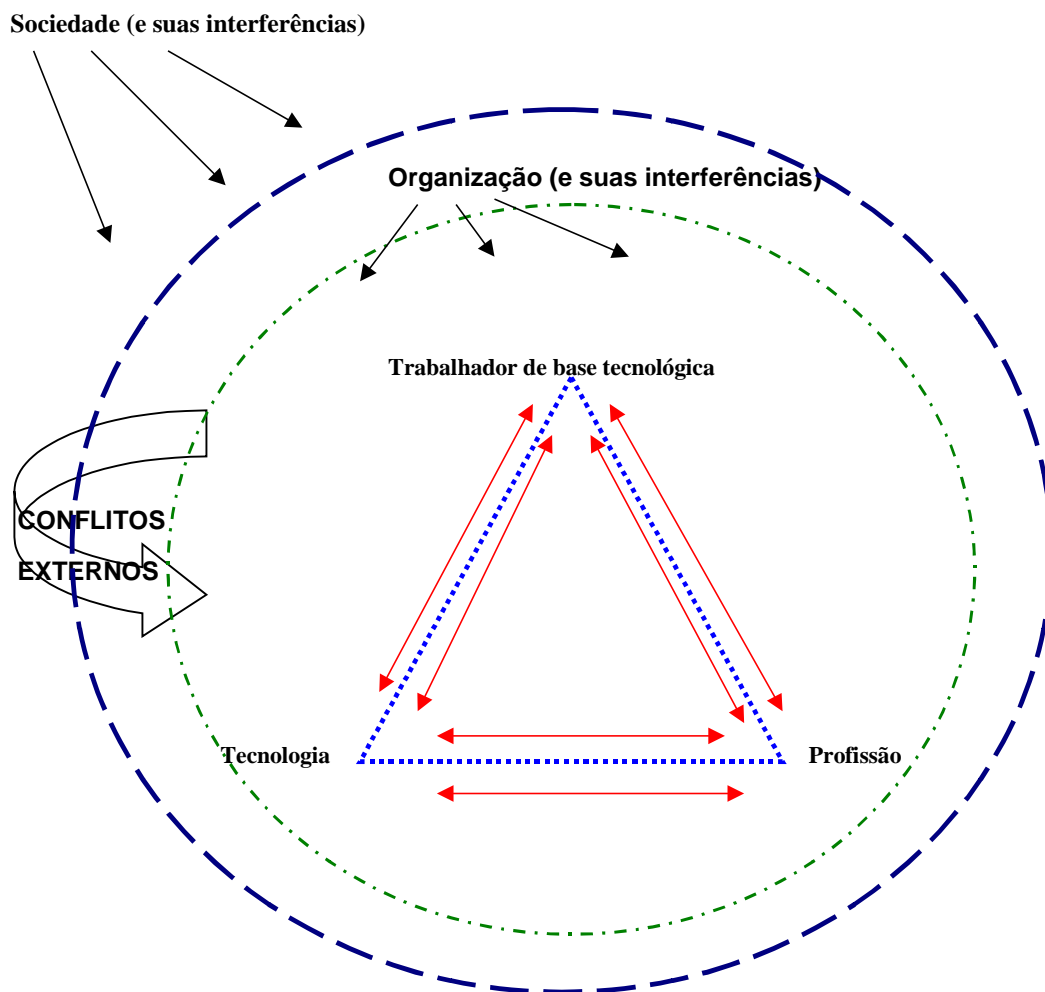 Sociedade (e suas interferências)
Organização (e suas interferências)
Trabalhador de base tecnológica
CONFLITOS
EXTERNOS
Tecnologia
Profissão